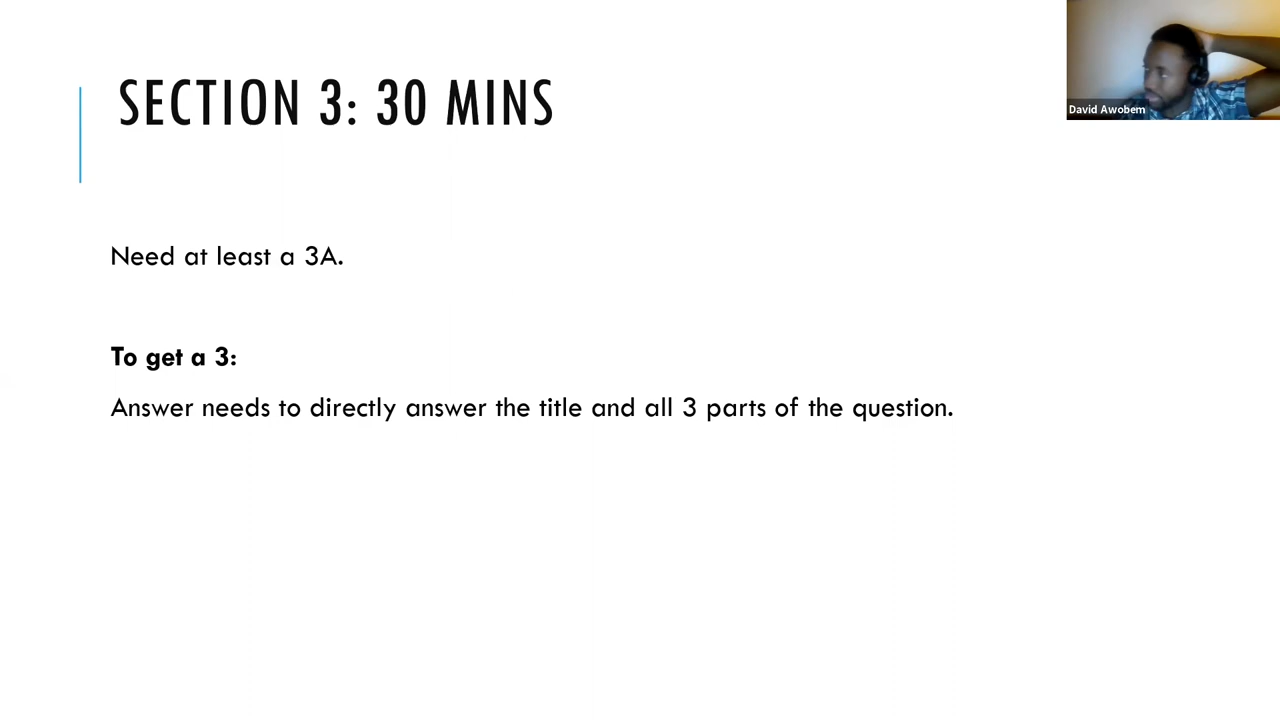 SECTION 3: 30 MINS
David Awobem
Need at least a 3A.
To get a 3:
Answer needs to directly answer the title and all 3 parts of the question.